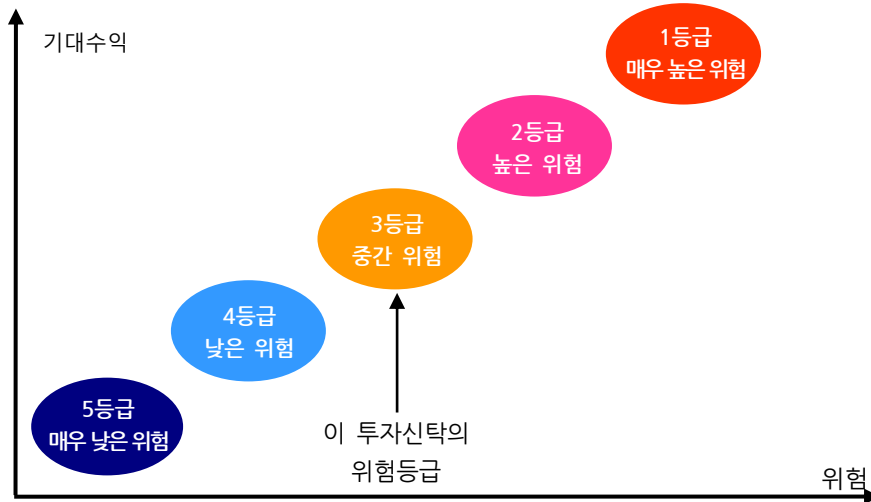 기대수익
1등급
매우 높은 위험
2등급
높은 위험
3등급
중간 위험
4등급
낮은 위험
5등급
매우 낮은 위험
이 투자신탁의
위험등급
위험